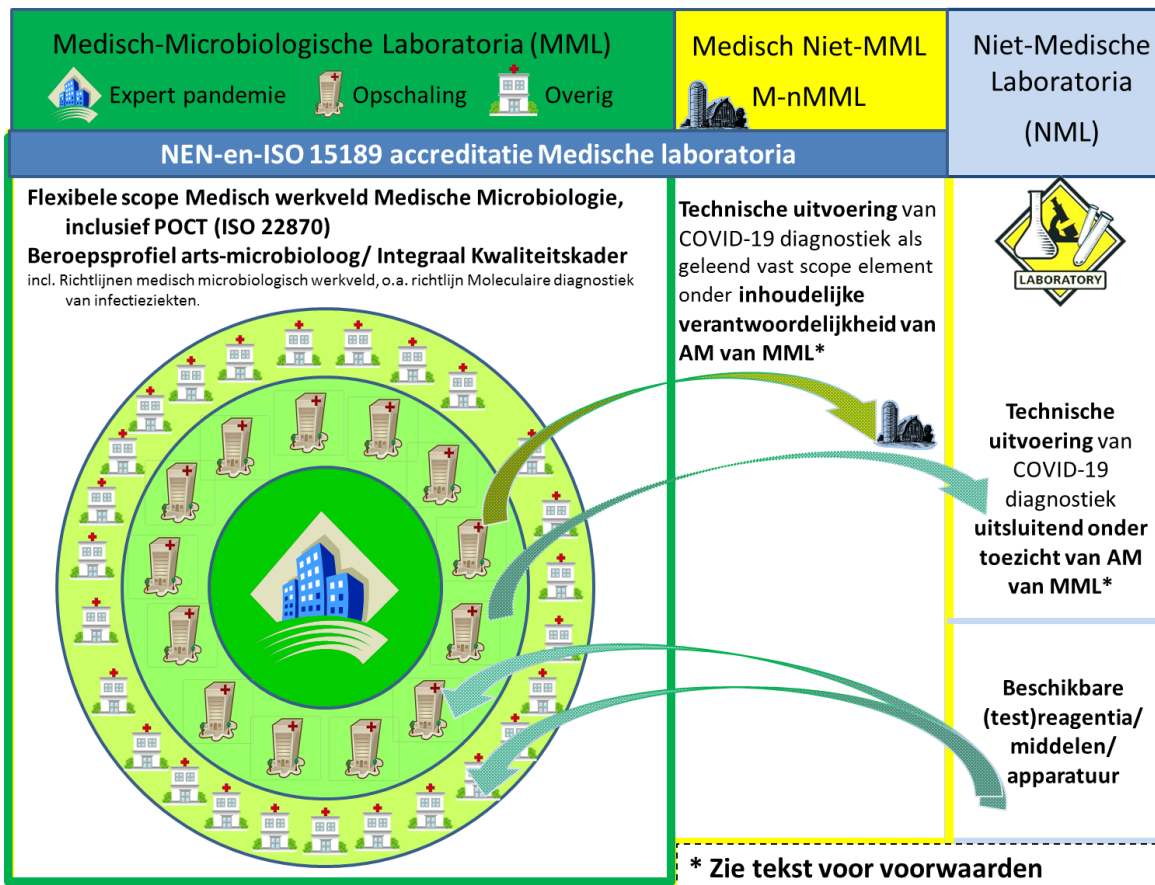 Medisch-Microbiologische Laboratoria (MML)
Expert pandemie
Opschaling
Overig
Medisch Niet-MML
M-nMML
Niet-Medische
Laboratoria
(NML)
NEN-en-ISO 15189 accreditatie Medische laboratoria
Flexibele scope Medisch werkveld Medische Microbiologie,
inclusief POCT (ISO 22870)
Beroepsprofiel arts-microbioloog/ Integraal Kwaliteitskader
incl. Richtlijnen medisch microbiologisch werkveld, o.a. richtlijn Moleculaire diagnostiek
van infectieziekten.
Technische uitvoering van
COVID-19 diagnostiek als
geleend vast scope element
onder inhoudelijke
verantwoordelijkheid van
AM van MML*
LABORATORY
Technische
uitvoering van
COVID-19
diagnostiek
uitsluitend onder
toezicht van AM
van MML*
Beschikbare
(test)reagentia/
middelen/
apparatuur
* Zie tekst voor voorwaarden